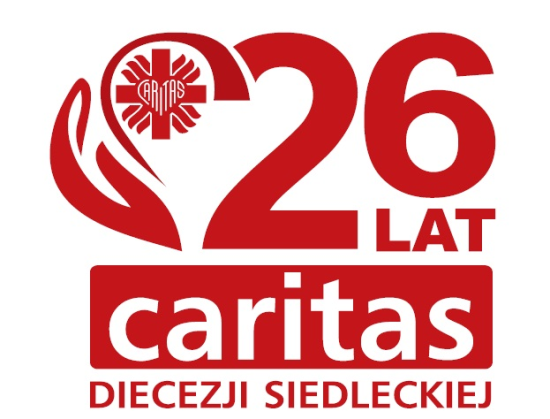 CARITAS
26
LAT
caritas
DIECEZJI SIEDLECKIEJ